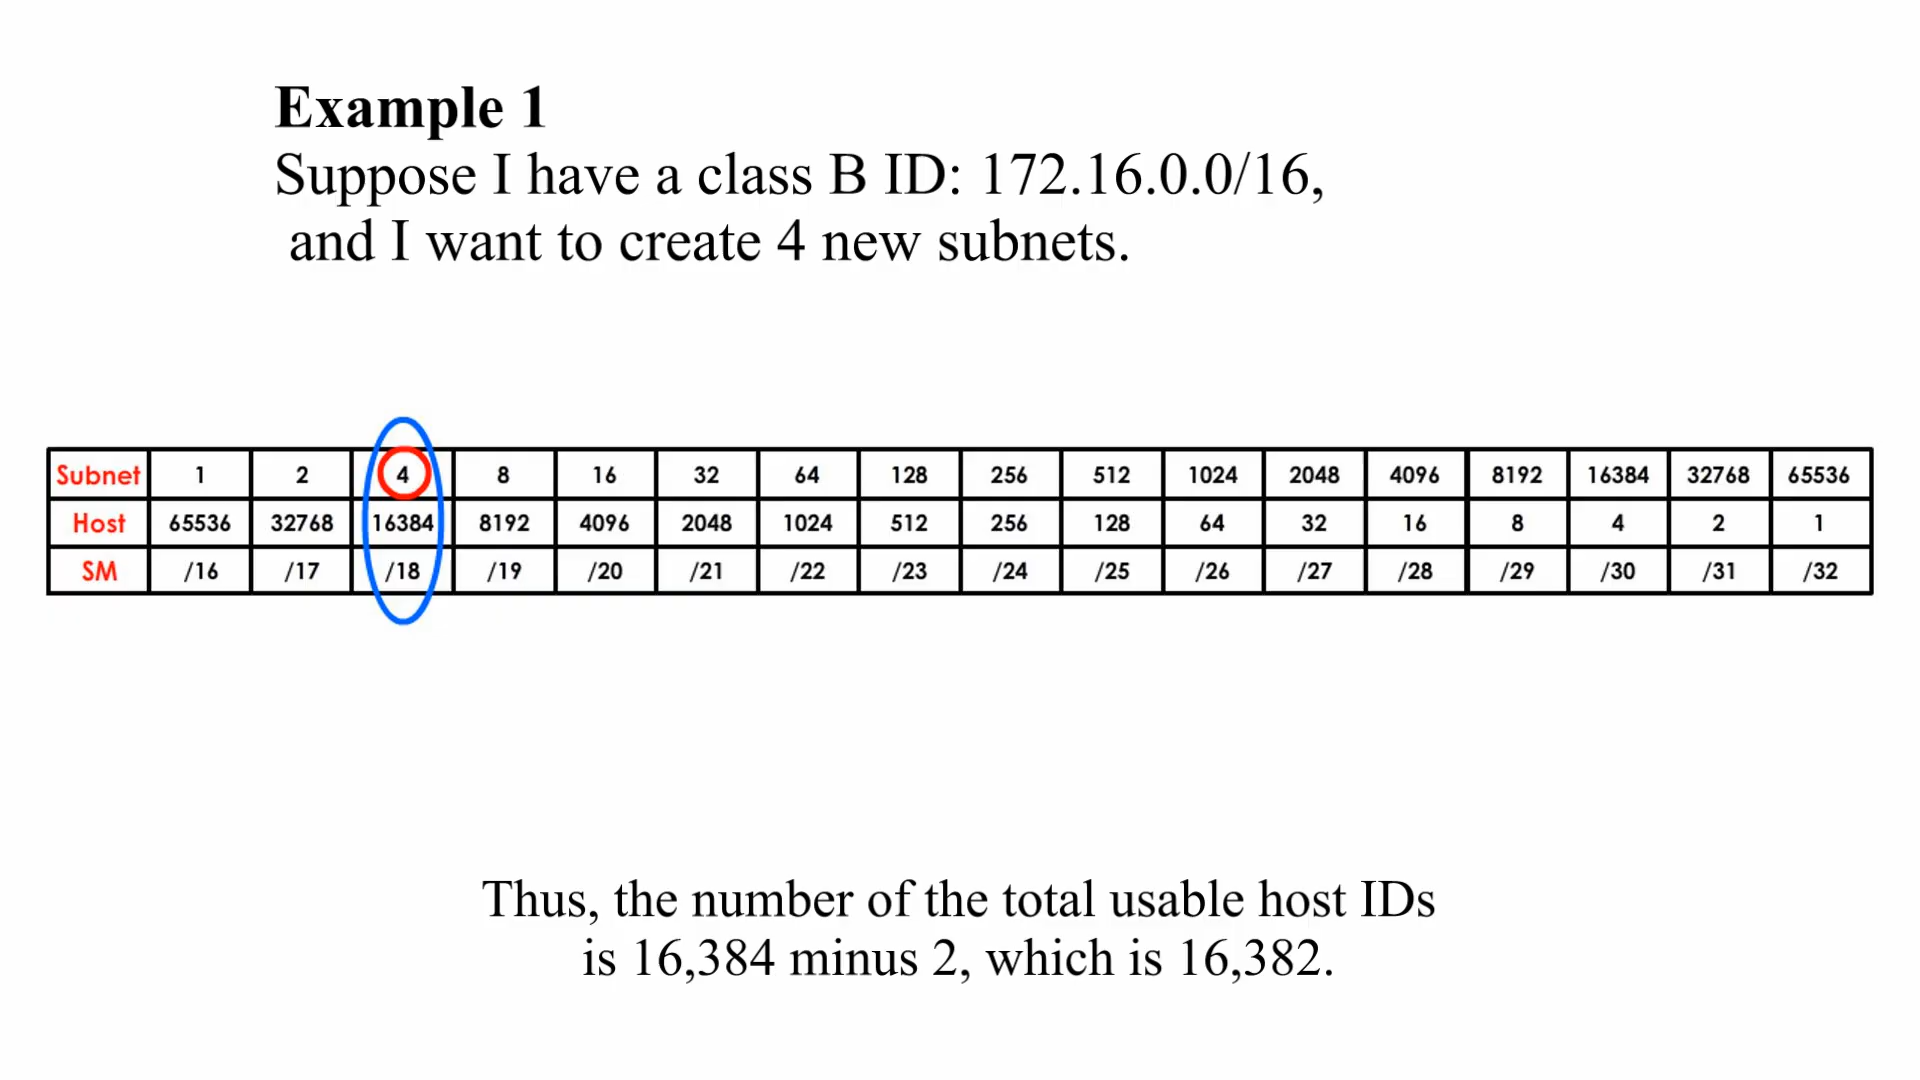 Example 1
Suppose I have a class B ID: 172.16.0.0/16,
and I want to create 4 new subnets.
Subnet 1 2 4 8 16 32 64 128 256 512 1024 2048 4096 8192 16384 32768 65536
Host 65536 32768 16384 8192 4096 2048 1024 512 256 128 64 32 16 8 4 2 1
SM /16 /17 /18 /19 /20 /21 /22 /23 /24 /25 /26 /27 /28 /29 /30 /31 /32
Thus, the number of the total usable host IDs
is 16,384 minus 2, which is 16,382.